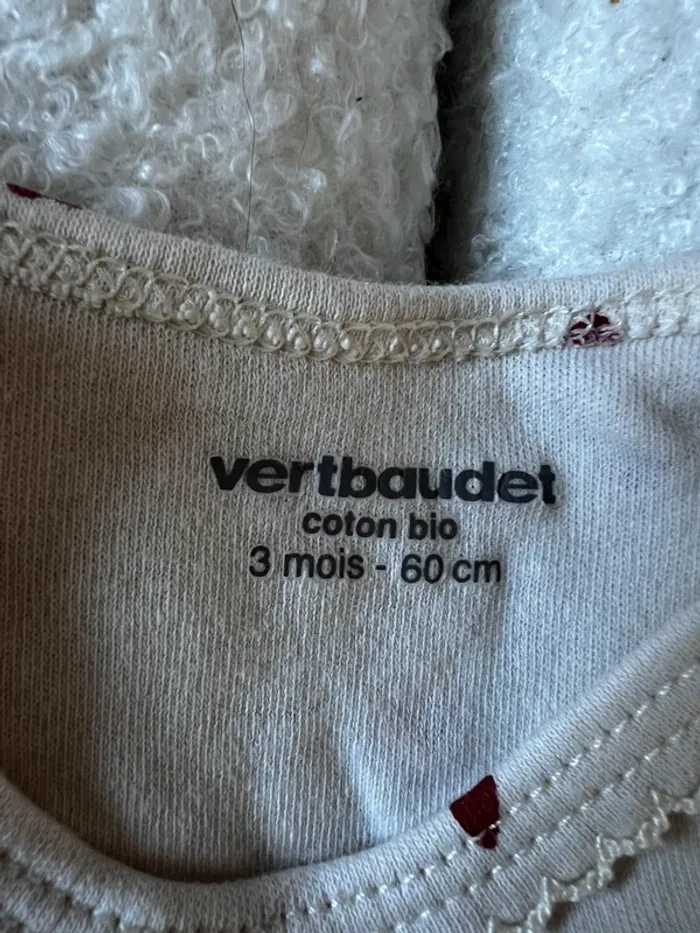 vertbaudet
coton bio
3 mois - 60 cm